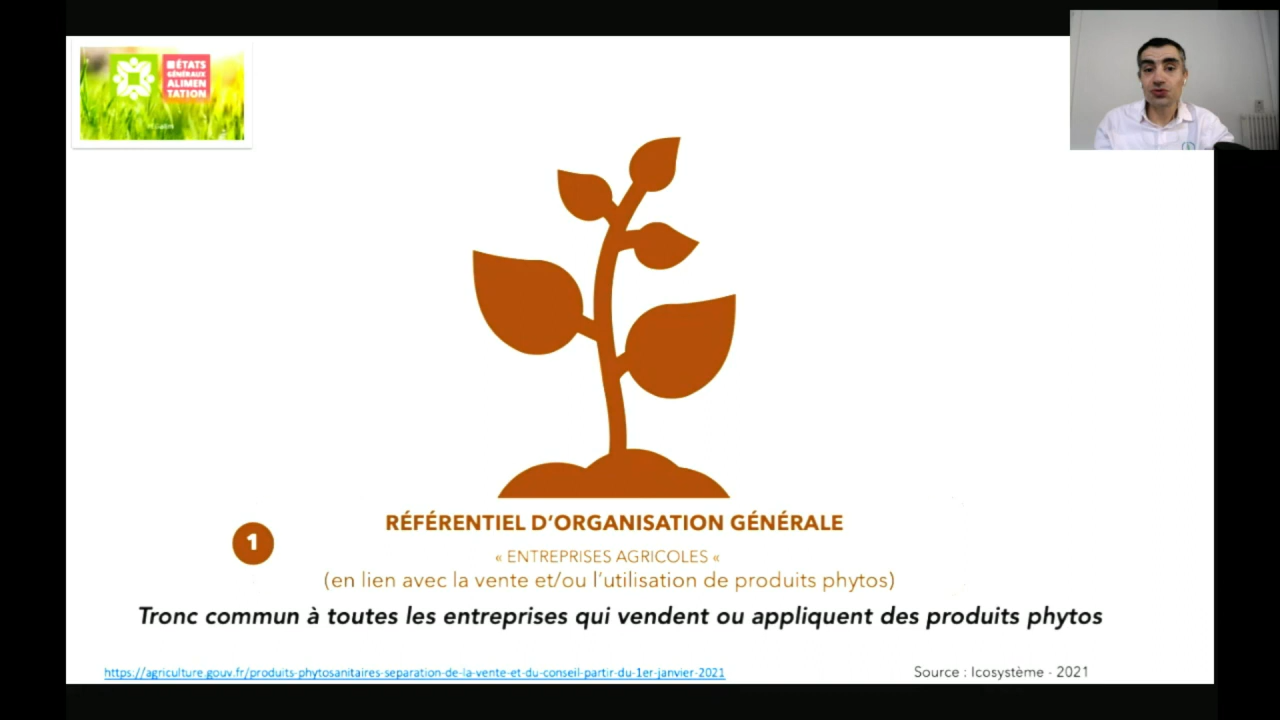 ÉTATS
GÉNÉRAUX
ALIMEN
TATION
RÉFÉRENTIEL D'ORGANISATION GÉNÉRALE
1
« ENTREPRISES AGRICOLES «
(en lien avec la vente et/ou l'utilisation de produits phytos)
Tronc commun à toutes les entreprises qui vendent ou appliquent des produits phytos
https://agriculture.gouv.fr/produits-phytosanitaires-separation-de-la-vente-et-du-conseil-partir-du-1er-janvier-2021
Source : Icosystème - 2021